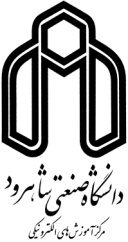 دانشگاه صنعتی شاهرود
مرکز آموزش های الکترونیکی